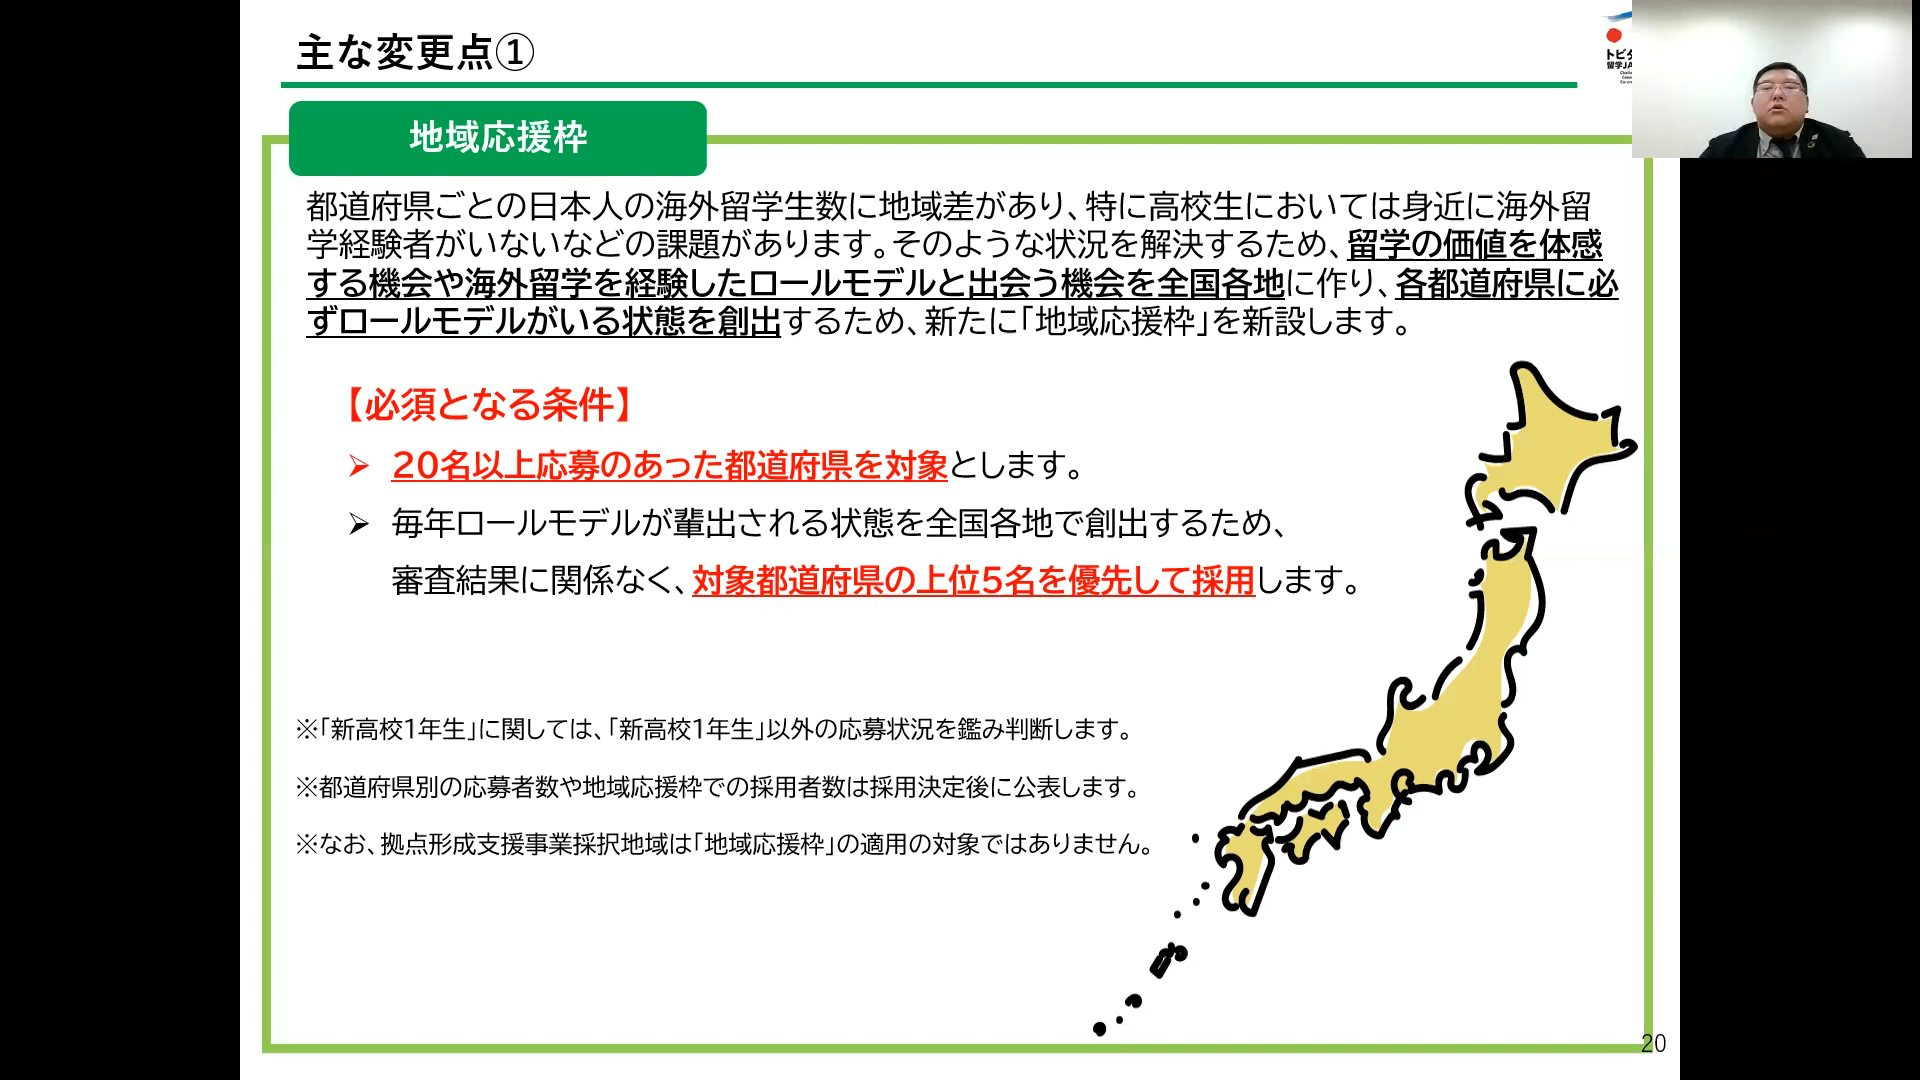 主な変更点①
地域応援枠
都道府県ごとの日本人の海外留学生数に地域差があり、特に高校生においては身近に海外留
学経験者がいないなどの課題があります。そのような状況を解決するため、留学の価値を体感
する機会や海外留学を経験したロールモデルと出会う機会を全国各地に作り、各都道府県に必
ずロールモデルがいる状態を創出するため、新たに「地域応援枠」を新設します。
【必須となる条件】
➢ 20名以上応募のあった都道府県を対象とします。
➢ 毎年ロールモデルが輩出される状態を全国各地で創出するため、
審査結果に関係なく、対象都道府県の上位5名を優先して採用します。
※「新高校1年生」に関しては、「新高校1年生」以外の応募状況を鑑み判断します。
※都道府県別の応募者数や地域応援枠での採用者数は採用決定後に公表します。
※なお、拠点形成支援事業採択地域は「地域応援枠」の適用の対象ではありません。
20